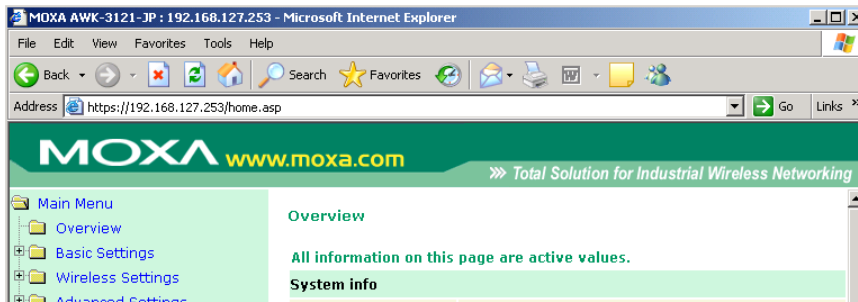 MOXA AWK-3121-JP : 192.168.127.253 - Microsoft Internet Explorer
File Edit View Favorites Tools Help
Back Search Favorites
Address https://192.168.127.253/home.asp Go Links »
MOXA www.moxa.com
Total Solution for Industrial Wireless Networking
Main Menu
Overview
Basic Settings
Wireless Settings
Advanced Settings
Overview
All information on this page are active values.
System info